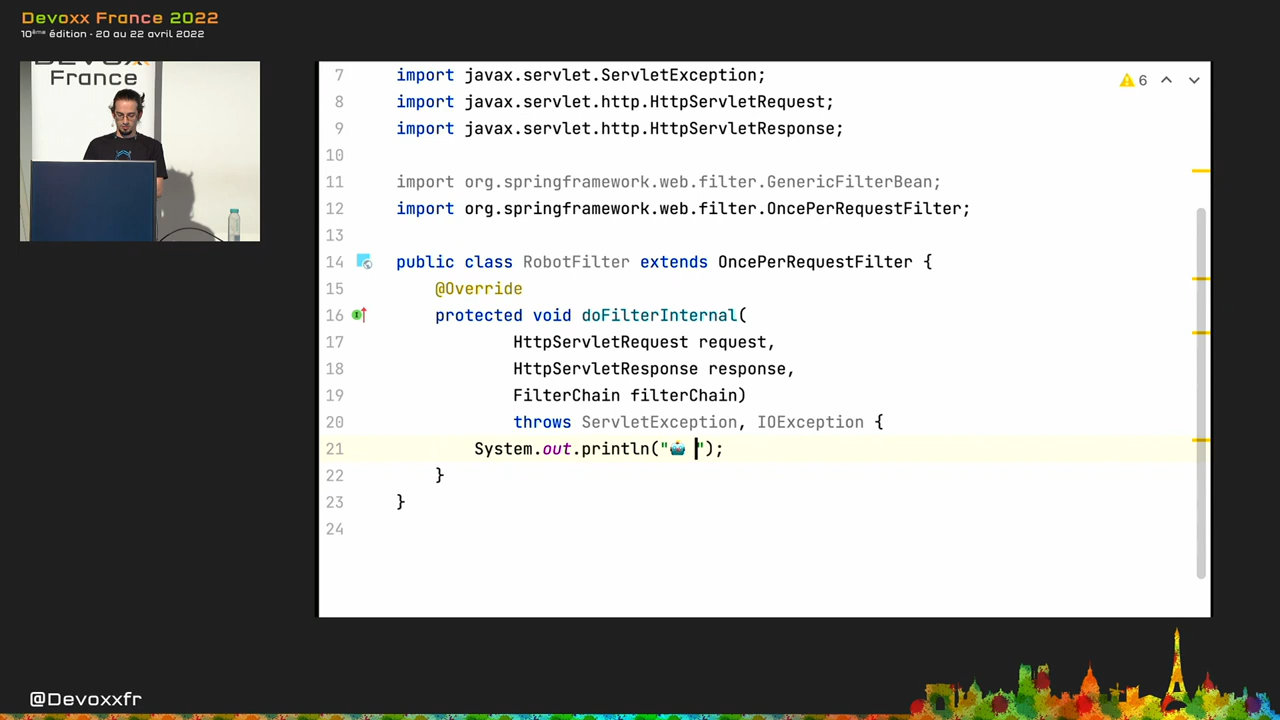 Devoxx France 2022
10ème édition - 20 au 22 avril 2022
DEVOXX
France
7 import javax.servlet.ServletException;
8 import javax.servlet.http.HttpServletRequest;
9 import javax.servlet.http.HttpServletResponse;
10
11 import org.springframework.web.filter.GenericFilterBean;
12 import org.springframework.web.filter.OncePerRequestFilter;
13
14 public class RobotFilter extends OncePerRequestFilter {
15 @Override
16 protected void doFilterInternal(
17 HttpServletRequest request,
18 HttpServletResponse response,
19 FilterChain filterChain)
20 throws ServletException, IOException {
21 System.out.println("🤖 ");
22 }
23 }
24
6
@Devoxxfr